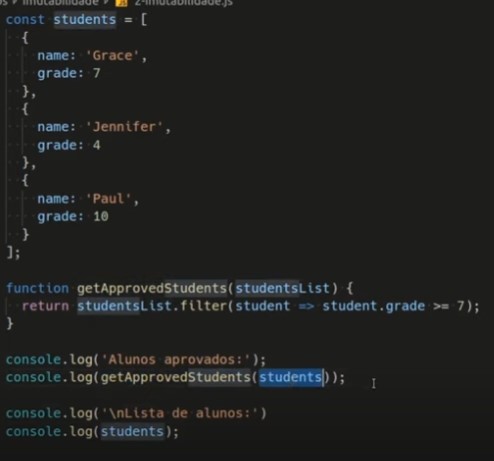 imutabilidade > 2-imutabilidade.js
const students = [
{
name: 'Grace',
grade: 7
},
{
name: 'Jennifer',
grade: 4
},
{
name: 'Paul',
grade: 10
}
];
function getApprovedStudents(studentsList) {
return studentsList.filter(student => student.grade >= 7);
}
console.log('Alunos aprovados:');
console.log(getApprovedStudents(students));
console.log('\nLista de alunos:')
console.log(students);